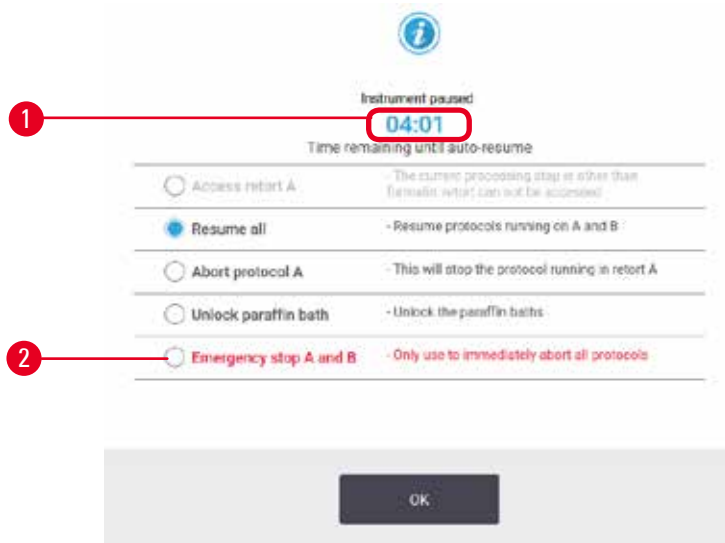 i
Instrument paused
1
04:01
Time remaining until auto-resume
Access retort A
- The current processing step is other than
formalin retort can not be accessed
Resume all
- Resume protocols running on A and B
Abort protocol A
- This will stop the protocol running in retort A
Unlock paraffin bath
- Unlock the paraffin baths
2
Emergency stop A and B
- Only use to immediately abort all protocols
OK